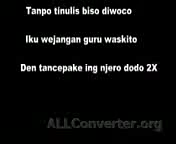 Tanpo tinulis biso diwoco
Iku wejangan guru waskito
Den tancepake ing njero dodo 2X
ALLConverter.org